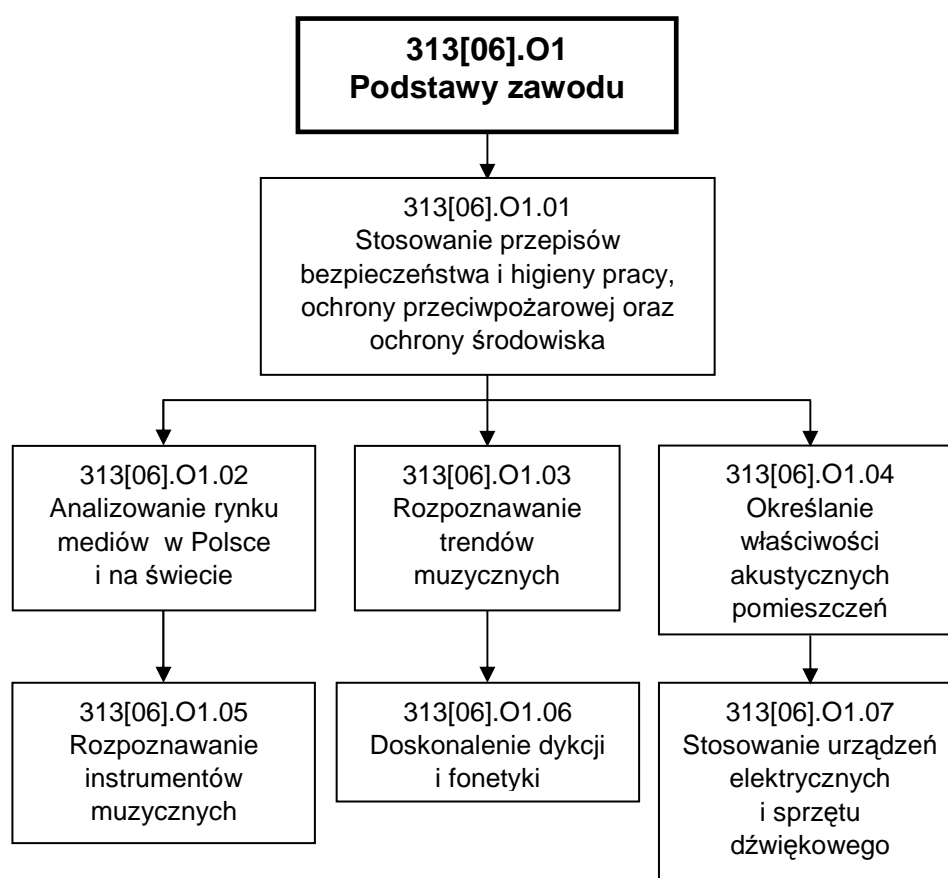 313[06].O1
Podstawy zawodu
313[06].O1.01
Stosowanie przepisów
bezpieczeństwa i higieny pracy,
ochrony przeciwpożarowej oraz
ochrony środowiska
313[06].O1.02
Analizowanie rynku
mediów w Polsce
i na świecie
313[06].O1.03
Rozpoznawanie
trendów
muzycznych
313[06].O1.04
Określanie
właściwości
akustycznych
pomieszczeń
313[06].O1.05
Rozpoznawanie
instrumentów
muzycznych
313[06].O1.06
Doskonalenie dykcji
i fonetyki
313[06].O1.07
Stosowanie urządzeń
elektrycznych
i sprzętu
dźwiękowego